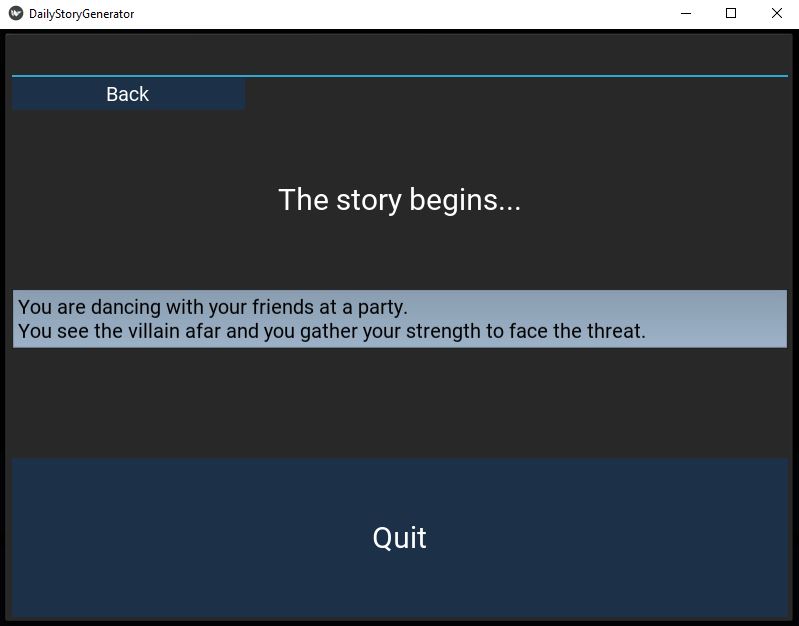 DailyStoryGenerator
Back
The story begins...
You are dancing with your friends at a party.
You see the villain afar and you gather your strength to face the threat.
Quit